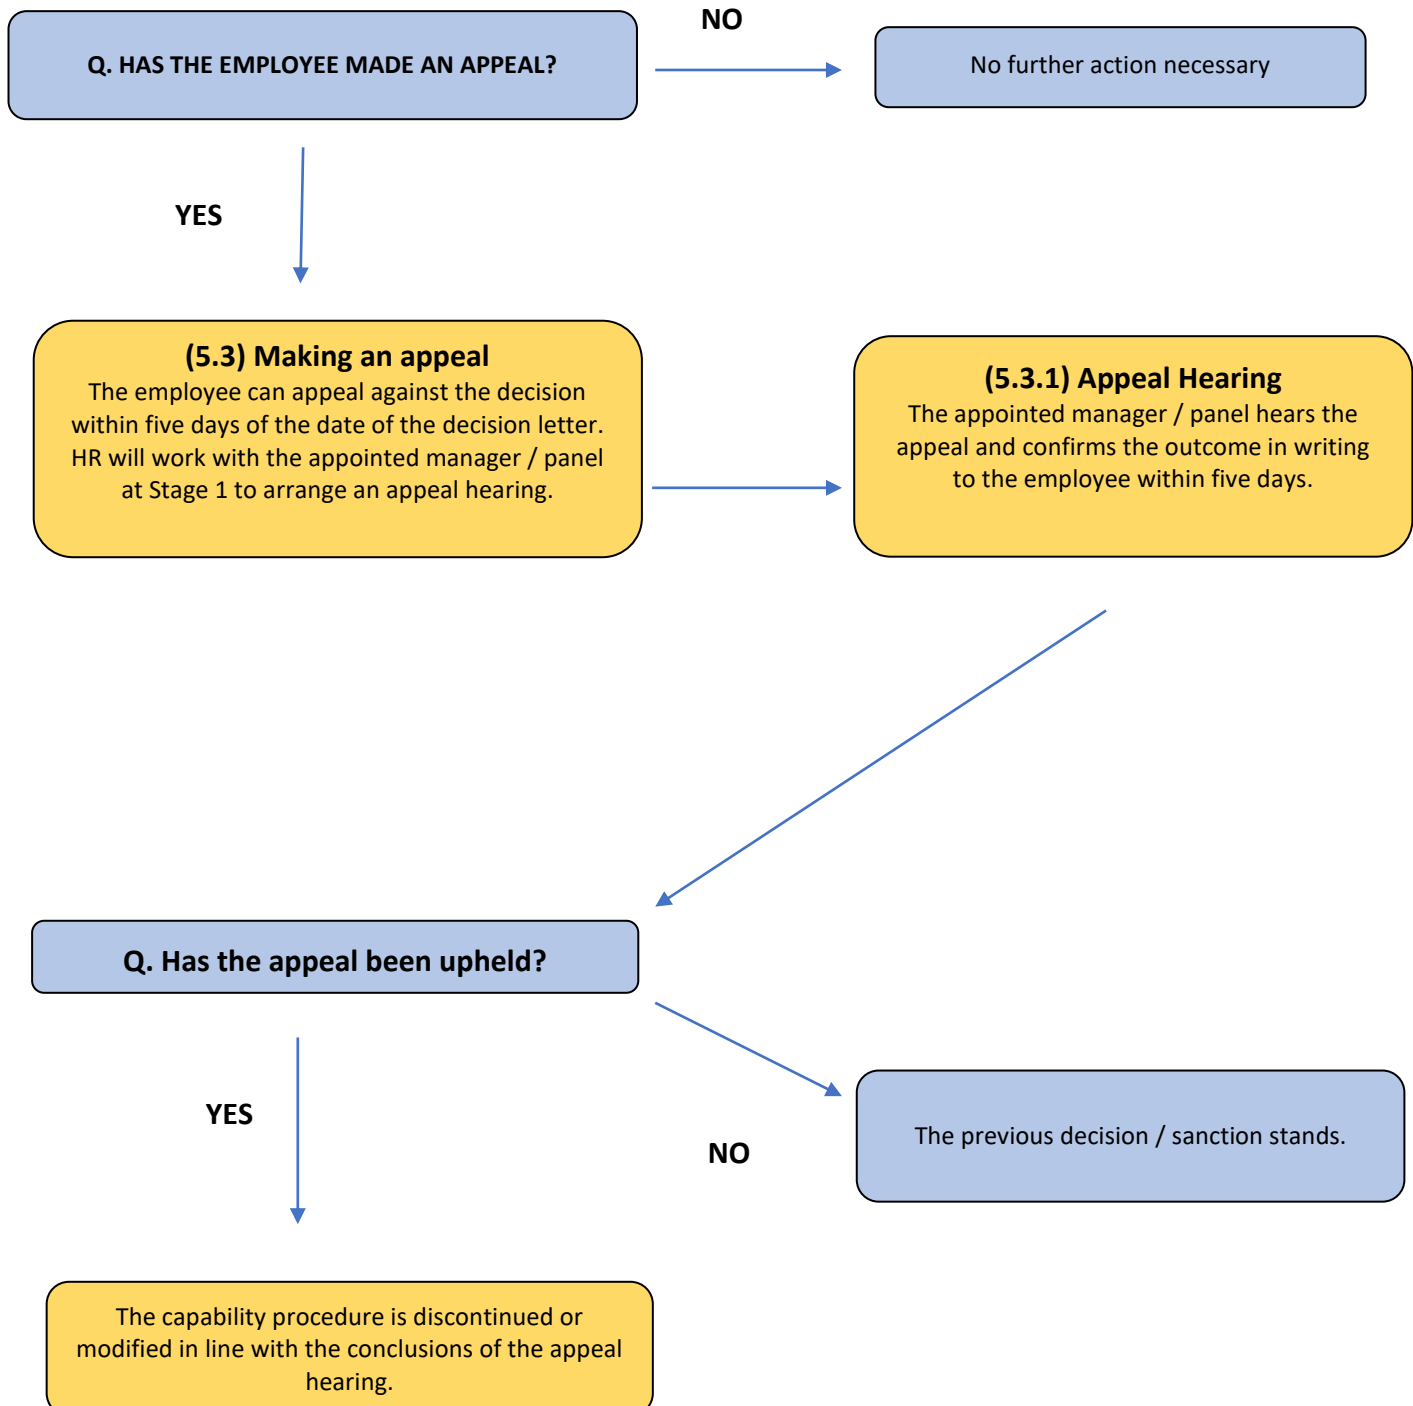 NO
Q. HAS THE EMPLOYEE MADE AN APPEAL?
No further action necessary
YES
(5.3) Making an appeal
The employee can appeal against the decision
within five days of the date of the decision letter.
HR will work with the appointed manager / panel
at Stage 1 to arrange an appeal hearing.
(5.3.1) Appeal Hearing
The appointed manager / panel hears the
appeal and confirms the outcome in writing
to the employee within five days.
Q. Has the appeal been upheld?
YES
NO
The previous decision / sanction stands.
The capability procedure is discontinued or
modified in line with the conclusions of the appeal
hearing.